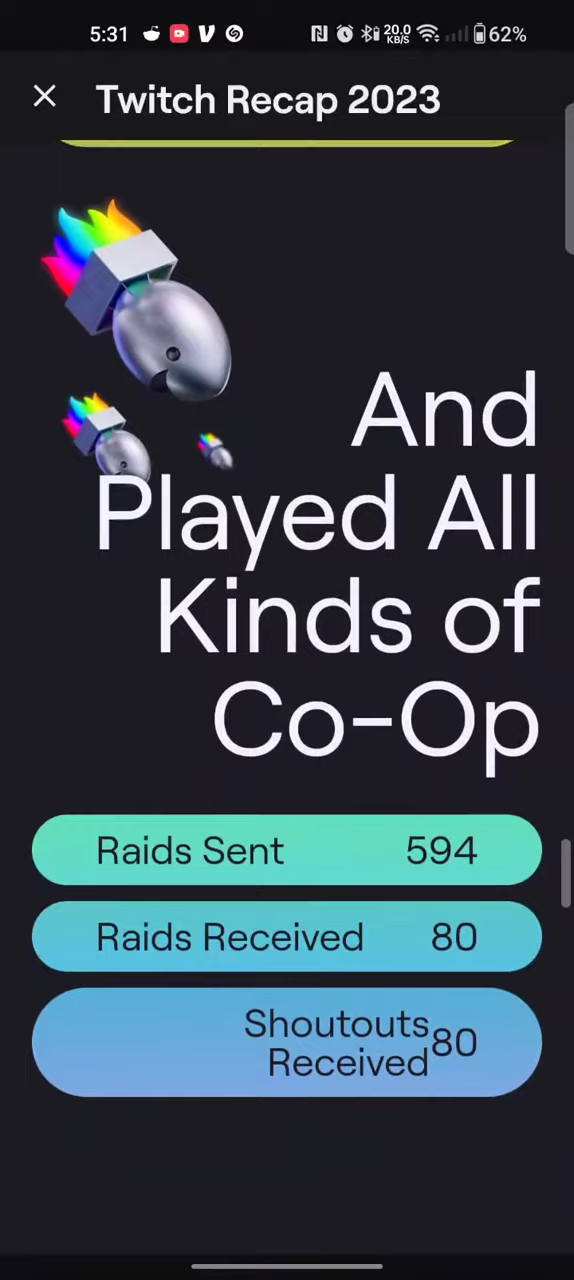 5:31 20.0 KB/S 62%
Twitch Recap 2023
And
Played All
Kinds of
Co-Op
Raids Sent 594
Raids Received 80
Shoutouts
Received 80